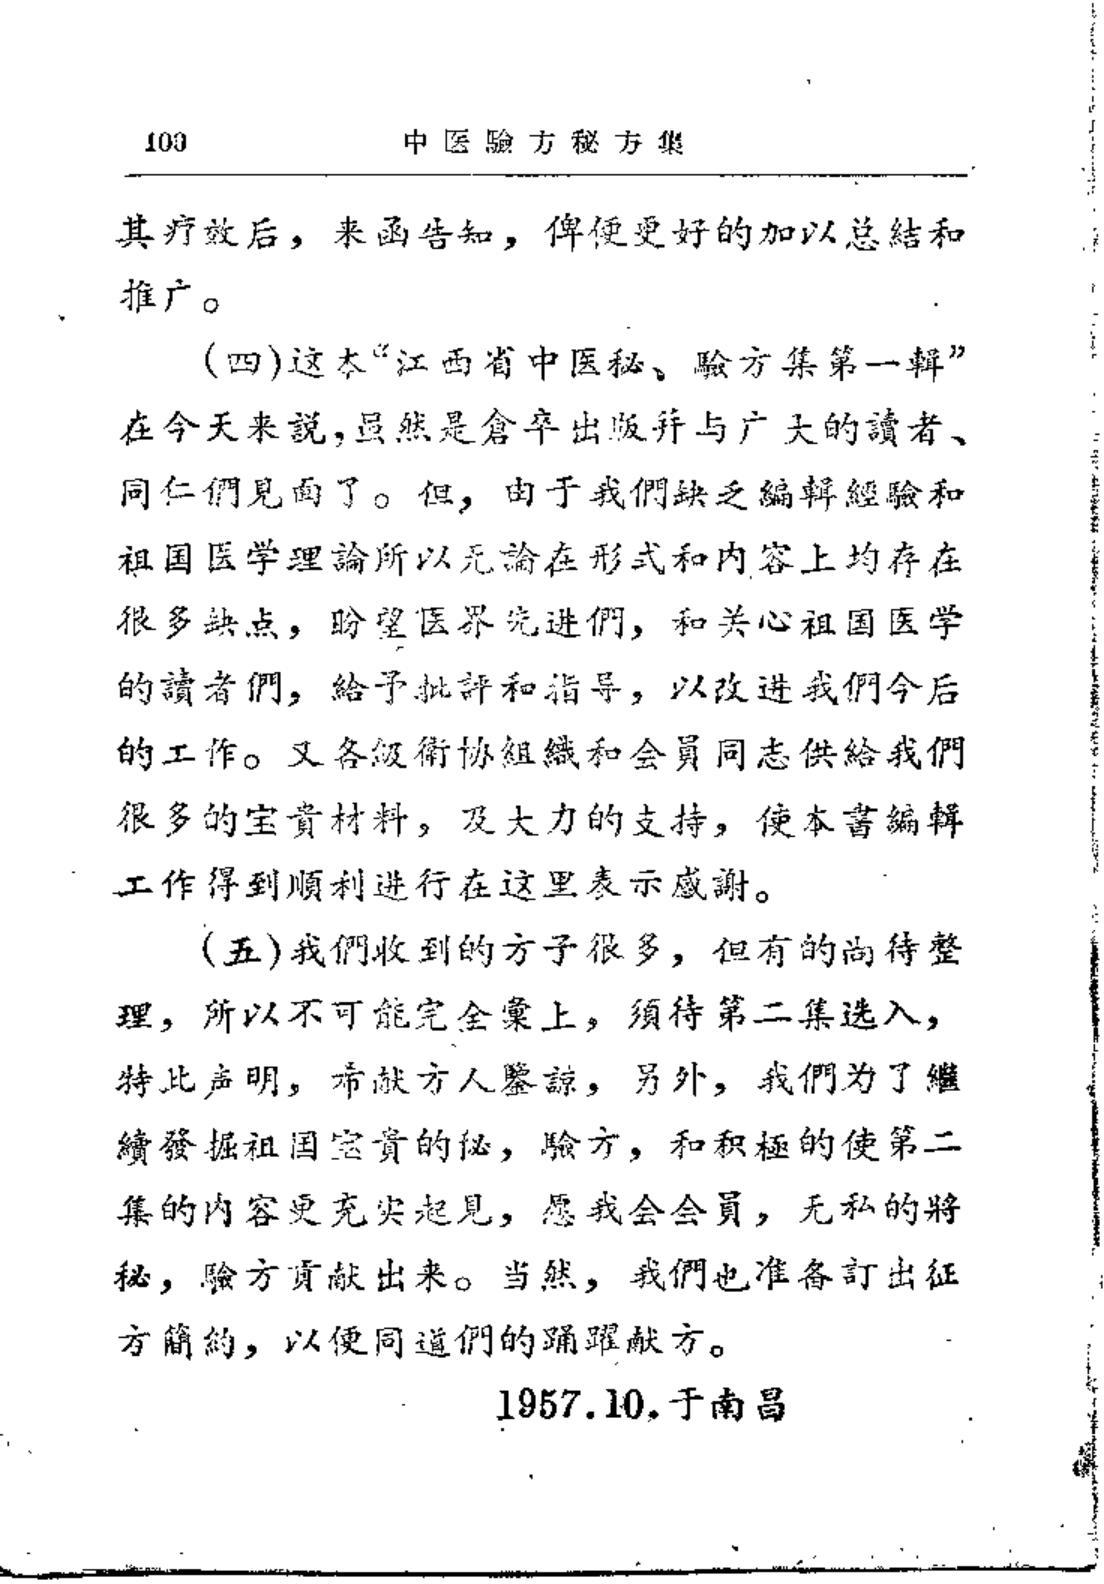 100 中医驗方秘方集
其疗效后，来函告知，俾便更好的加以总結和
推广。
(四)这本“江西省中医秘、驗方集第一輯”
在今天来説，虽然是倉卒出版幷与广大的讀者、
同仁們見面了。但，由于我們缺乏編輯經驗和
祖国医学理論所以无論在形式和内容上均存在
很多缺点，盼望医界先进們，和关心祖国医学
的讀者們，給予批評和指导，以改进我們今后
的工作。又各級衛协組織和会員同志供給我們
很多的宝貴材料，及大力的支持，使本書編輯
工作得到順利进行在这里表示感謝。
(五)我們收到的方子很多，但有的尚待整
理，所以不可能完全彙上，須待第二集选入，
特此声明，希献方人鑒諒，另外，我們为了繼
續發掘祖国宝貴的秘，驗方，和积極的使第二
集的内容更充实起見，愿我会会員，无私的將
秘，驗方貢献出来。当然，我們也准备訂出征
方簡約，以便同道們的踊躍献方。
1957.10.于南昌